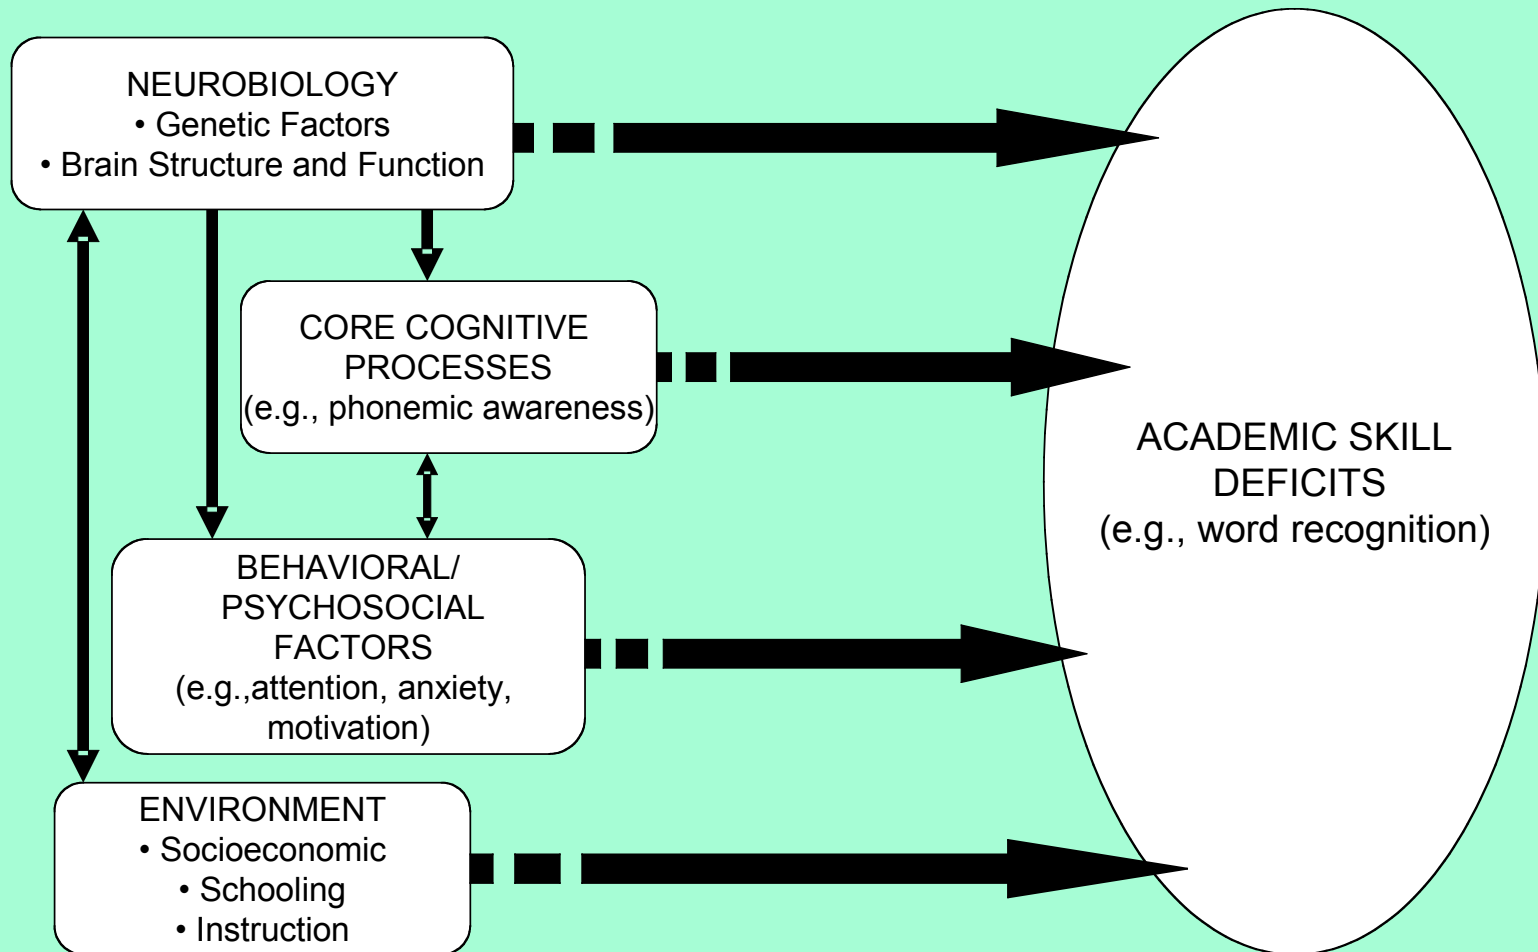 NEUROBIOLOGY
• Genetic Factors
• Brain Structure and Function
CORE COGNITIVE
PROCESSES
(e.g., phonemic awareness)
BEHAVIORAL/
PSYCHOSOCIAL
FACTORS
(e.g.,attention, anxiety,
motivation)
ENVIRONMENT
• Socioeconomic
• Schooling
• Instruction
ACADEMIC SKILL
DEFICITS
(e.g., word recognition)